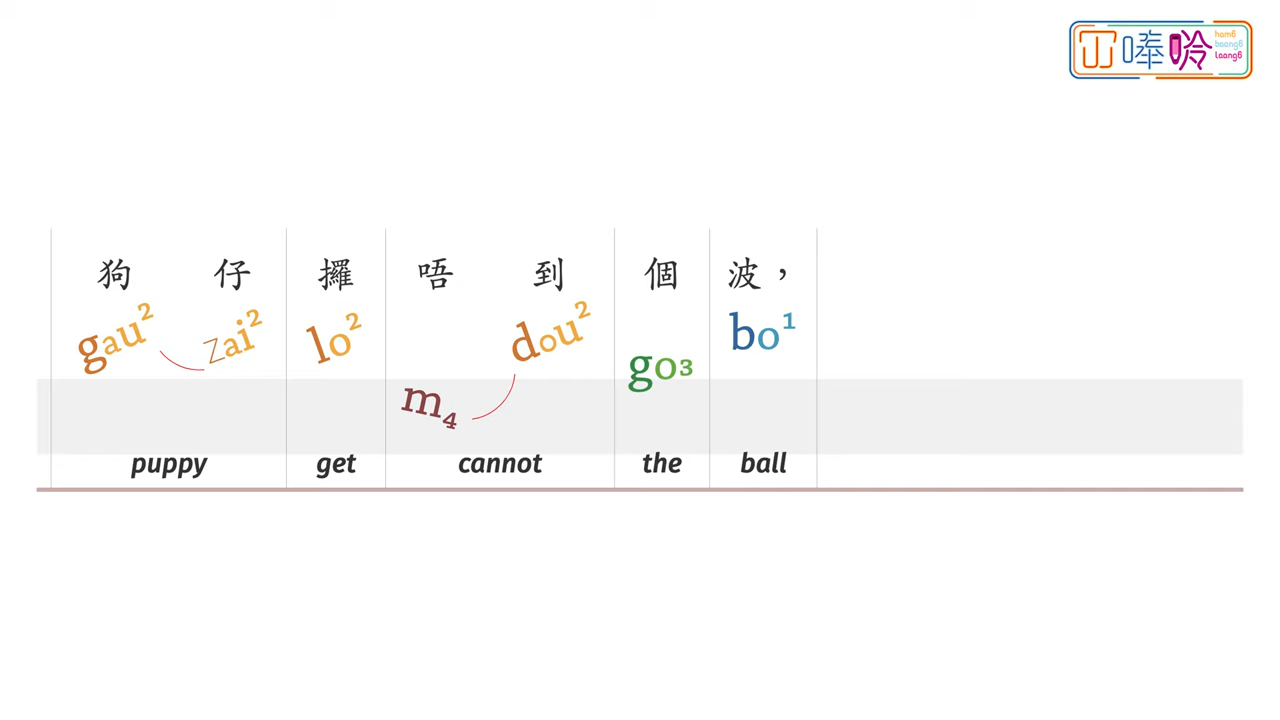 冚唪唥
ham6
baang6
laang6
狗 仔 攞 唔 到 個 波，
gau² zai² lo² m₄ dou² go³ bo¹
puppy get cannot the ball